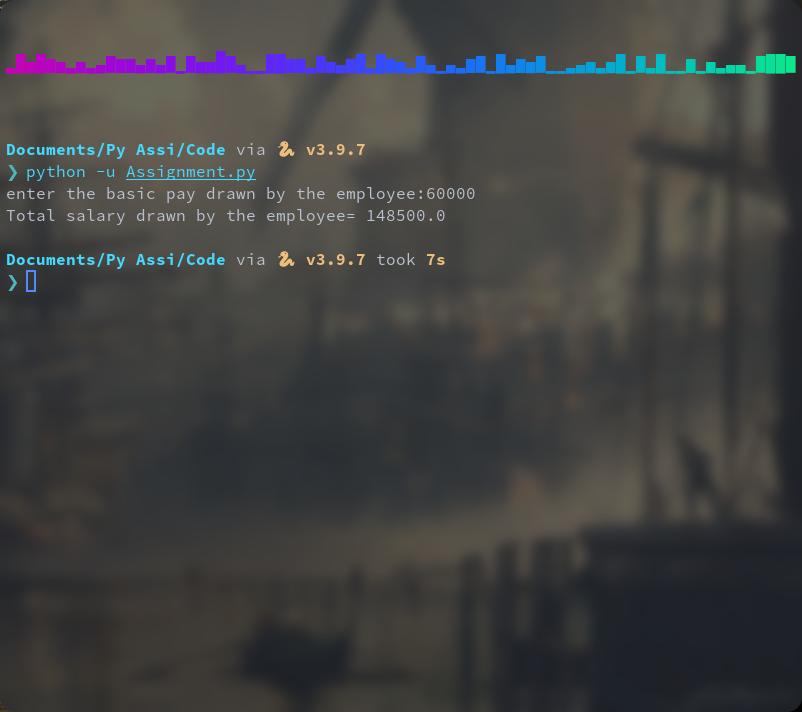 Documents/Py Assi/Code via 🐍 v3.9.7
❯ python -u Assignment.py
enter the basic pay drawn by the employee:60000
Total salary drawn by the employee= 148500.0
Documents/Py Assi/Code via 🐍 v3.9.7 took 7s
❯